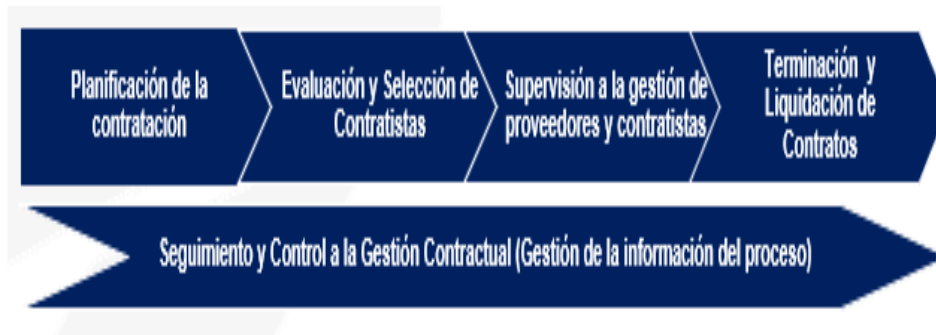 Planificación de la
contratación
Evaluación y Selección de
Contratistas
Supervisión a la gestión de
proveedores y contratistas
Terminación y
Liquidación de
Contratos
Seguimiento y Control a la Gestión Contractual (Gestión de la información del proceso)